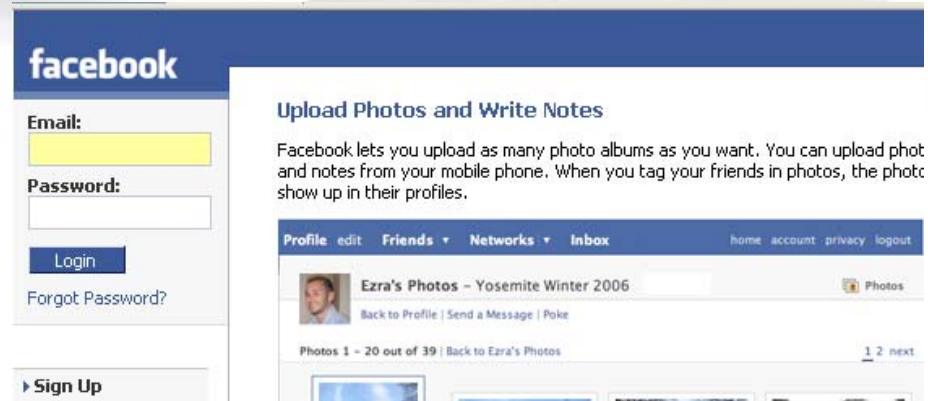 facebook
Email:
Password:
Login
Forgot Password?
Sign Up
Upload Photos and Write Notes
Facebook lets you upload as many photo albums as you want. You can upload phot
and notes from your mobile phone. When you tag your friends in photos, the photo
show up in their profiles.
Profile edit Friends Networks Inbox home account privacy logout
Ezra's Photos - Yosemite Winter 2006 Photos
Back to Profile | Send a Message | Poke
Photos 1 - 20 out of 39 | Back to Ezra's Photos 1 2 next